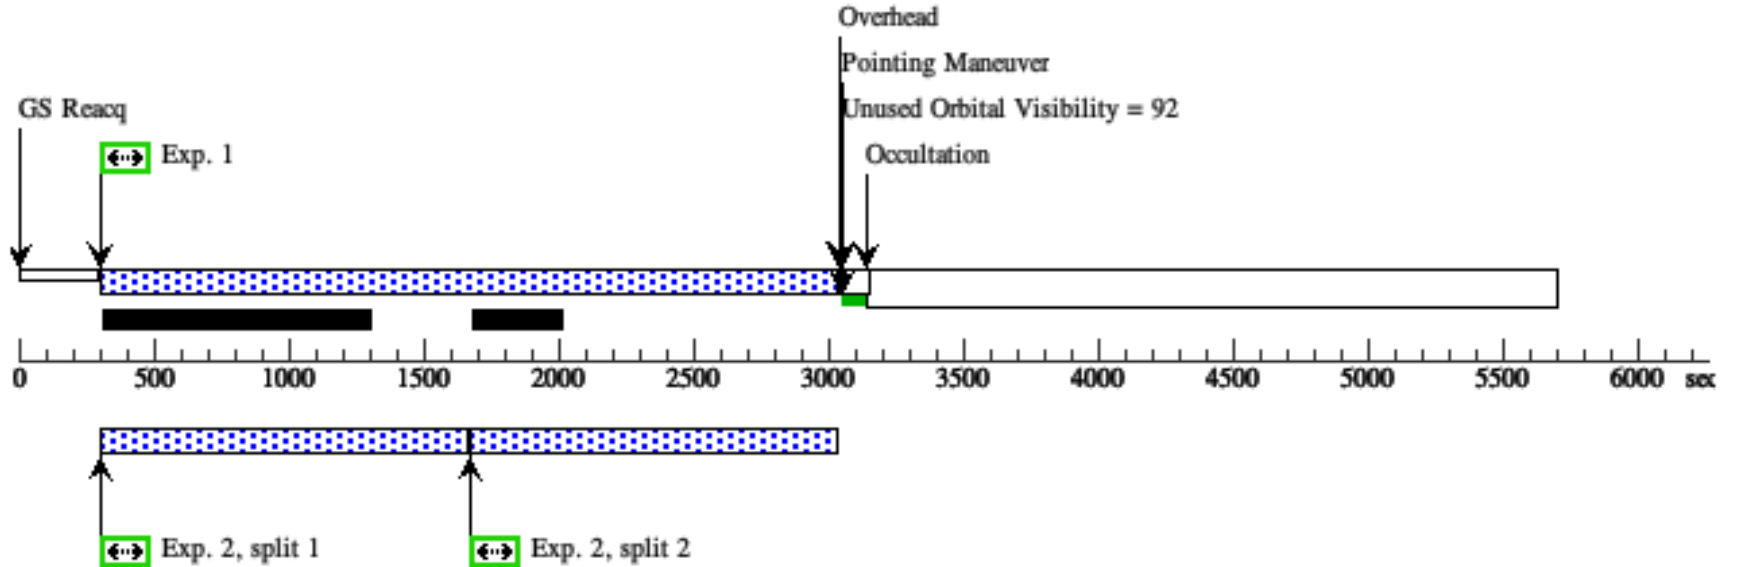 Overhead
Pointing Maneuver
GS Reacq
Unused Orbital Visibility = 92
Exp. 1
Occultation
0 500 1000 1500 2000 2500 3000 3500 4000 4500 5000 5500 6000 sec
Exp. 2, split 1
Exp. 2, split 2